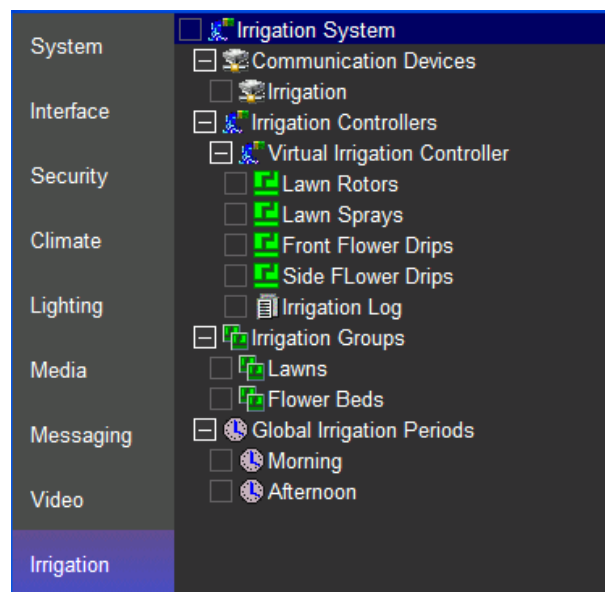 System
Interface
Security
Climate
Lighting
Media
Messaging
Video
Irrigation
Irrigation System
Communication Devices
Irrigation
Irrigation Controllers
Virtual Irrigation Controller
Lawn Rotors
Lawn Sprays
Front Flower Drips
Side FLower Drips
Irrigation Log
Irrigation Groups
Lawns
Flower Beds
Global Irrigation Periods
Morning
Afternoon